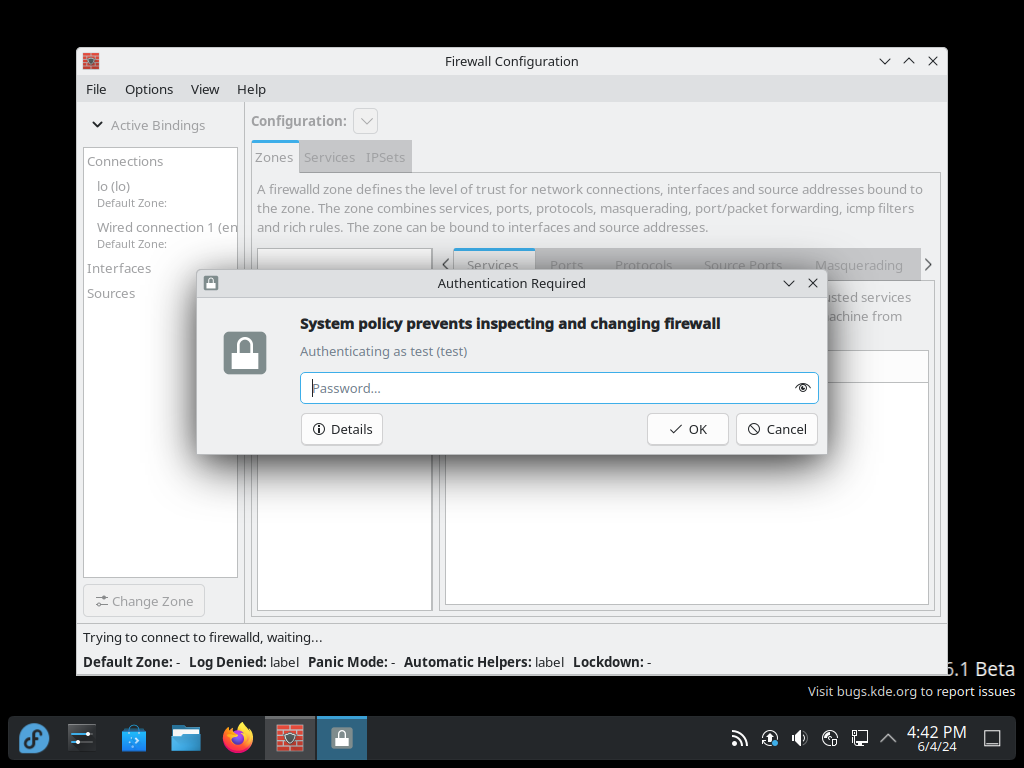 Firewall Configuration
File Options View Help
Active Bindings
Configuration:
Connections
lo (lo)
Default Zone:
Wired connection 1 (en
Default Zone:
Interfaces
Sources
Change Zone
Zones Services IPSets
A firewalld zone defines the level of trust for network connections, interfaces and source addresses bound to
the zone. The zone combines services, ports, protocols, masquerading, port/packet forwarding, icmp filters
and rich rules. The zone can be bound to interfaces and source addresses.
Services Ports Protocols Source Ports Masquerading
usted services
achine from
Authentication Required
System policy prevents inspecting and changing firewall
Authenticating as test (test)
Password...
Details OK Cancel
Trying to connect to firewalld, waiting...
Default Zone: - Log Denied: label Panic Mode: - Automatic Helpers: label Lockdown: -
6.1 Beta
Visit bugs.kde.org to report issues
4:42 PM
6/4/24